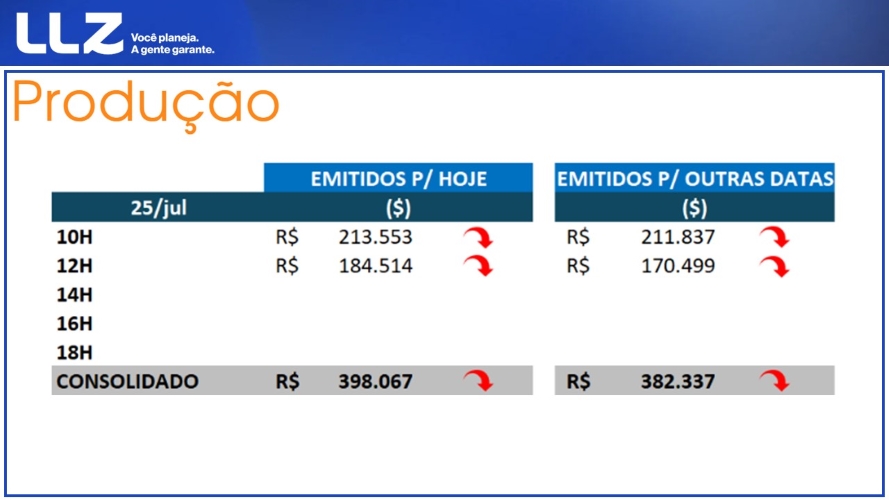 LLZ
Você planeja.
A gente garante.
Produção
EMITIDOS P/ HOJE EMITIDOS P/ OUTRAS DATAS
25/jul ($) ($)
10H R$ 213.553 R$ 211.837
12H R$ 184.514 R$ 170.499
14H
16H
18H
CONSOLIDADO R$ 398.067 R$ 382.337